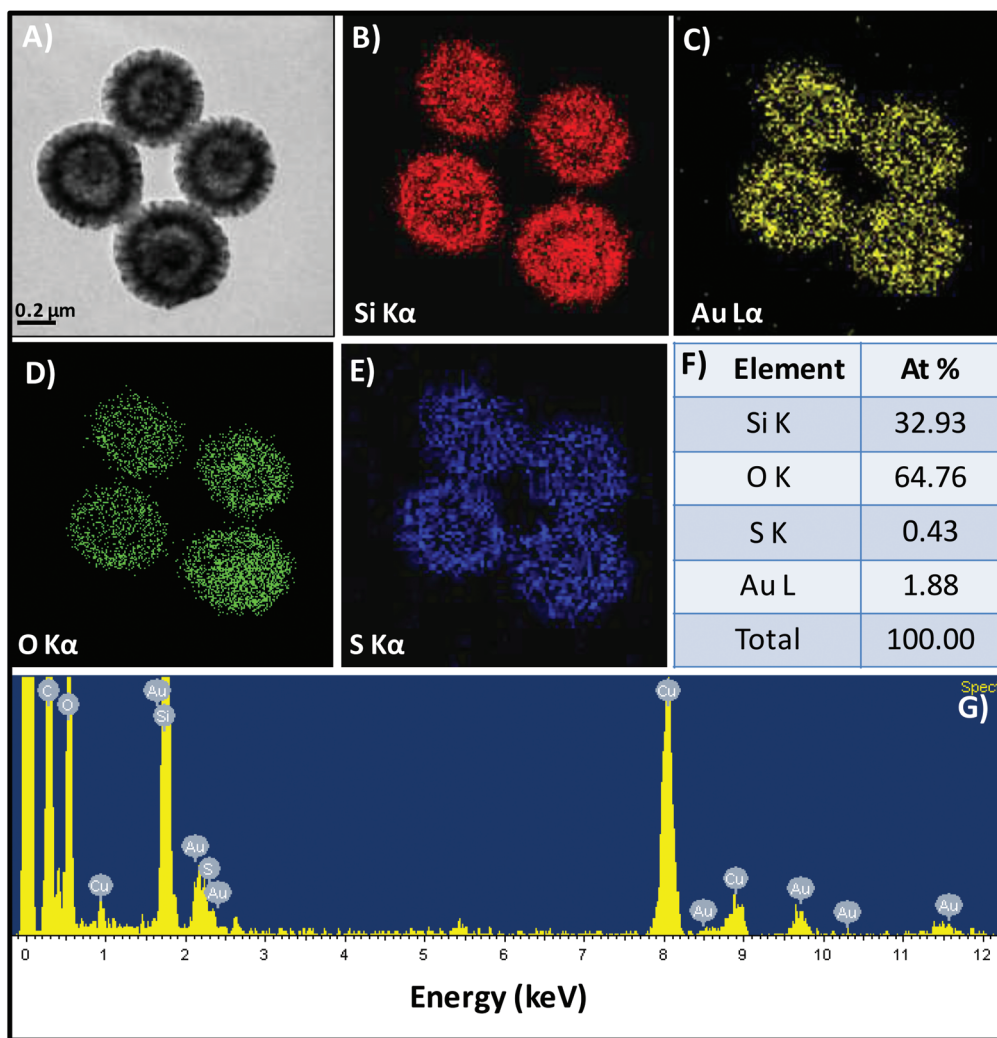 A)
0.2 µm
B)
Si Kα
C)
Au Lα
D)
O Kα
E)
S Kα
F) Element At %
Si K 32.93
O K 64.76
S K 0.43
Au L 1.88
Total 100.00
Spect
G)
C
O
Au
Si
Cu
Au
S
Au
Cu
Au
Cu
Au
Au
Au
0 1 2 3 4 5 6 7 8 9 10 11 12
Energy (keV)